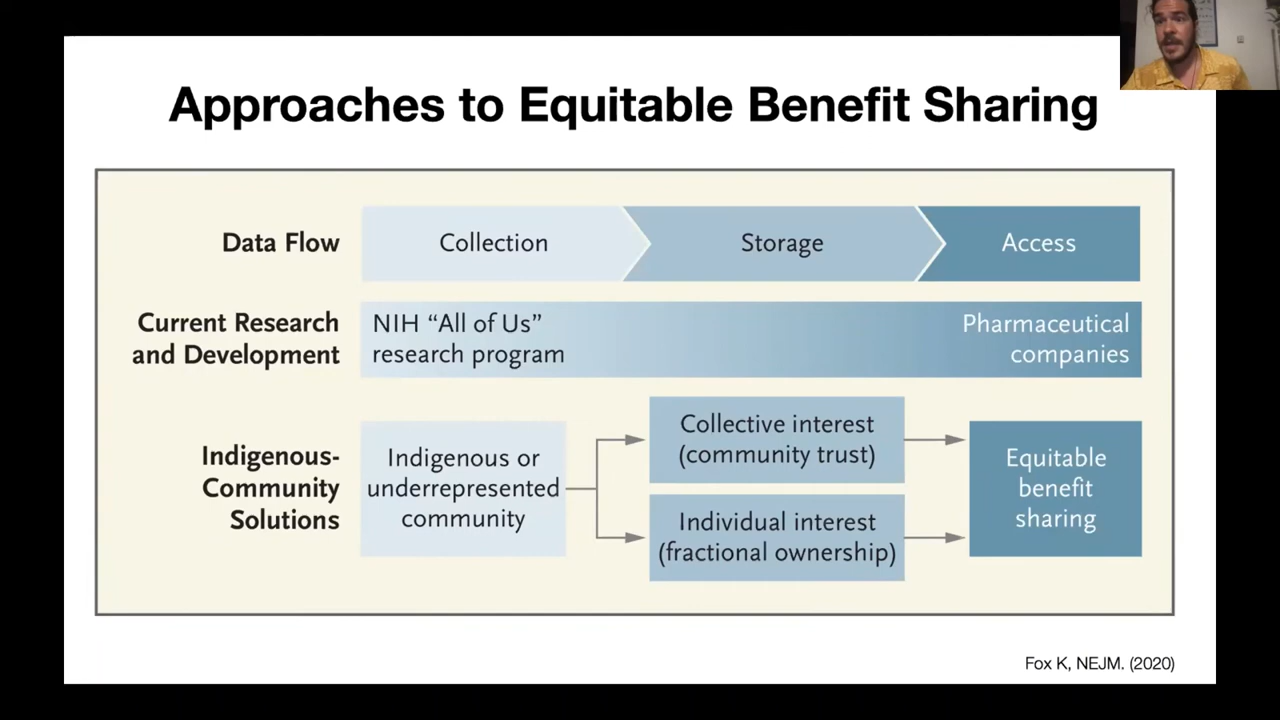 Approaches to Equitable Benefit Sharing
Data Flow
Collection
Storage
Access
Current Research
and Development
NIH “All of Us”
research program
Pharmaceutical
companies
Indigenous-
Community
Solutions
Indigenous or
underrepresented
community
Collective interest
(community trust)
Individual interest
(fractional ownership)
Equitable
benefit
sharing
Fox K, NEJM. (2020)